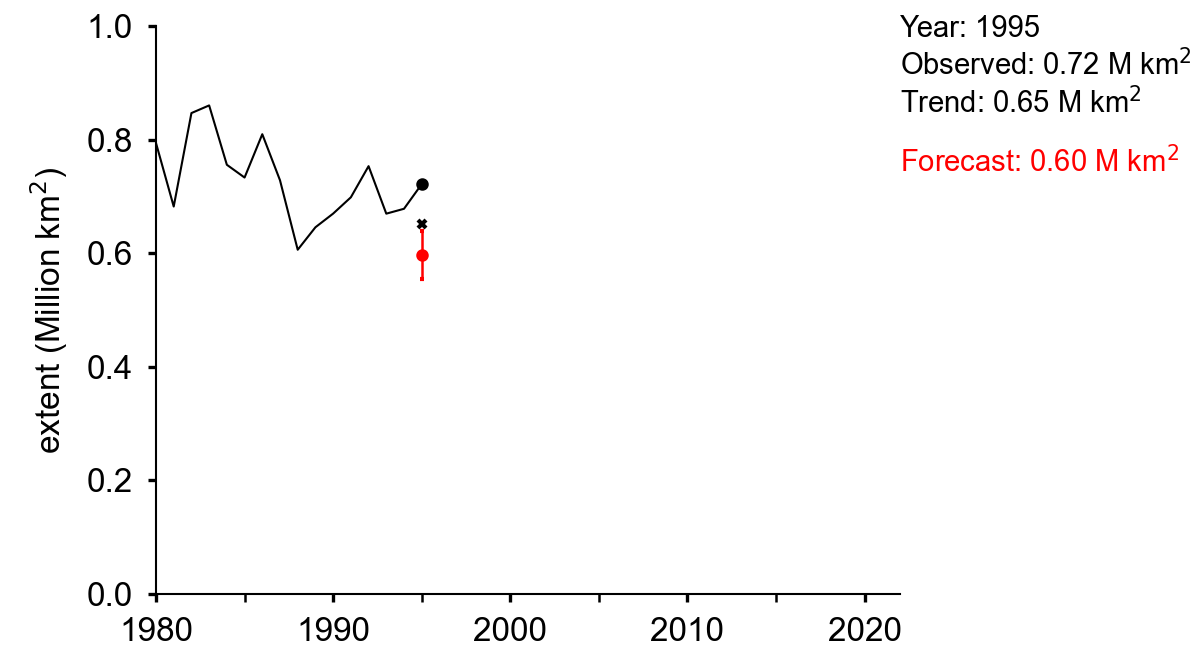 1.0
0.8
0.6
0.4
0.2
0.0
1980
1990
2000
2010
2020
extent (Million km²)
Year: 1995
Observed: 0.72 M km²
Trend: 0.65 M km²
Forecast: 0.60 M km²